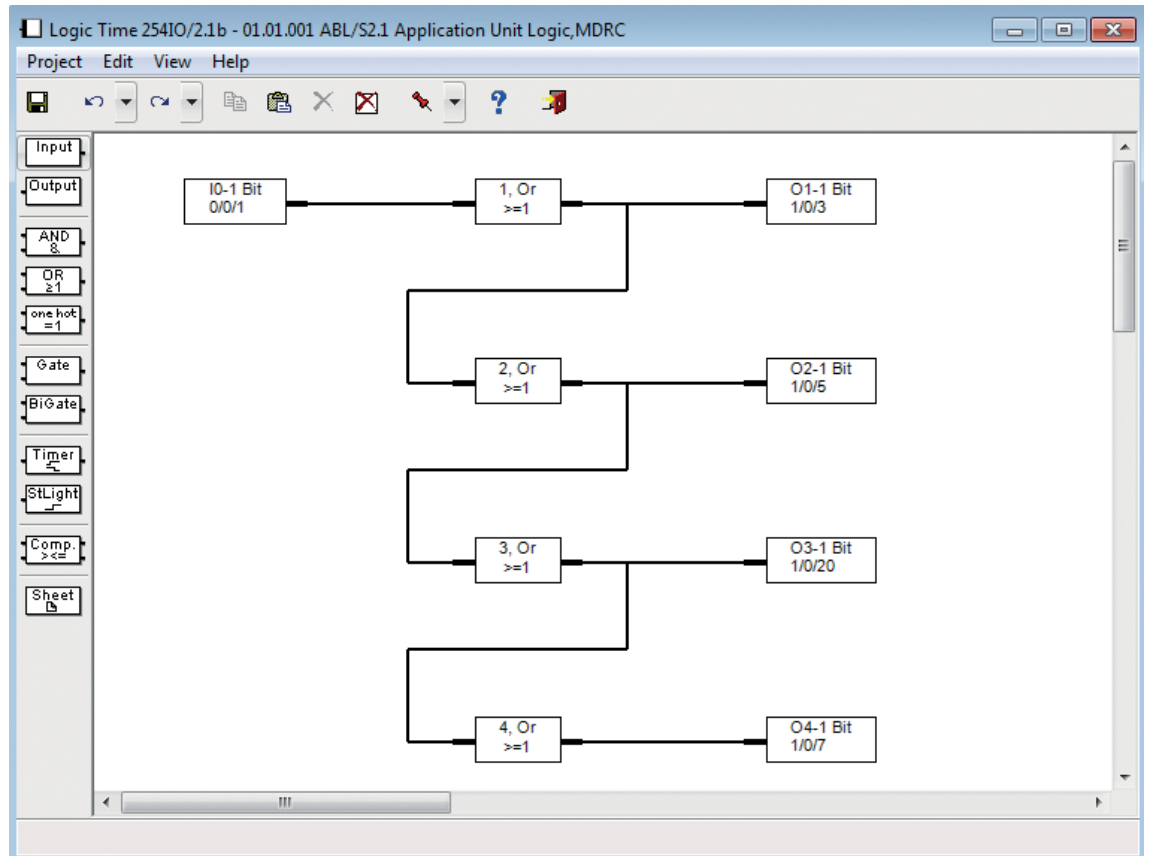 Logic Time 254IO/2.1b - 01.01.001 ABL/S2.1 Application Unit Logic,MDRC
Project Edit View Help
?
Input
Output
AND
&
OR
≥1
one hot
=1
Gate
BiGate
Timer
StLight
Comp.
><=
Sheet
I0-1 Bit
0/0/1
1, Or
>=1
O1-1 Bit
1/0/3
2, Or
>=1
O2-1 Bit
1/0/5
3, Or
>=1
O3-1 Bit
1/0/20
4, Or
>=1
O4-1 Bit
1/0/7